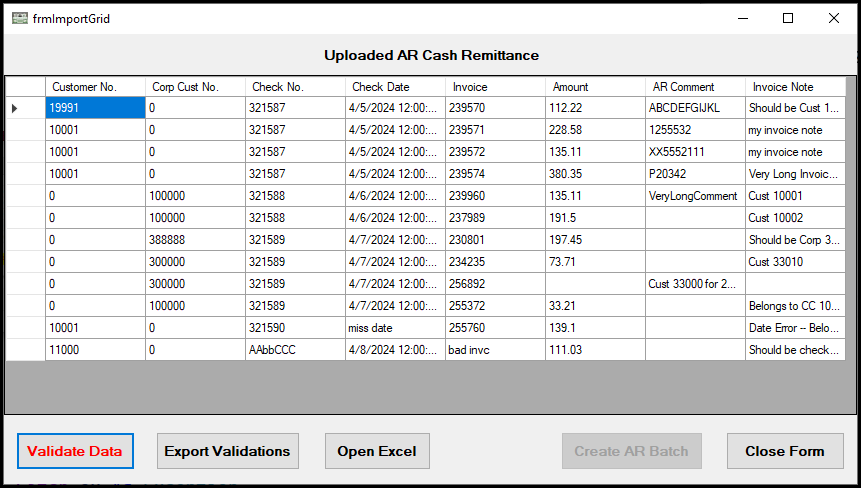 frmImportGrid
Uploaded AR Cash Remittance
Customer No. Corp Cust No. Check No. Check Date Invoice Amount AR Comment Invoice Note
19991 0 321587 4/5/2024 12:00:... 239570 112.22 ABCDEFGIJKL Should be Cust 1...
10001 0 321587 4/5/2024 12:00:... 239571 228.58 1255532 my invoice note
10001 0 321587 4/5/2024 12:00:... 239572 135.11 XX5552111 my invoice note
10001 0 321587 4/5/2024 12:00:... 239574 380.35 P20342 Very Long Invoic...
0 100000 321588 4/6/2024 12:00:... 239960 135.11 VeryLongComment Cust 10001
0 100000 321588 4/6/2024 12:00:... 237989 191.5 Cust 10002
0 388888 321589 4/7/2024 12:00:... 230801 197.45 Should be Corp 3...
0 300000 321589 4/7/2024 12:00:... 234235 73.71 Cust 33010
0 300000 321589 4/7/2024 12:00:... 256892 Cust 33000 for 2...
0 100000 321589 4/7/2024 12:00:... 255372 33.21 Belongs to CC 10...
10001 0 321590 miss date 255760 139.1 Date Error -- Belo...
11000 0 AAbbCCC 4/8/2024 12:00:... bad invc 111.03 Should be check...
Validate Data Export Validations Open Excel Create AR Batch Close Form